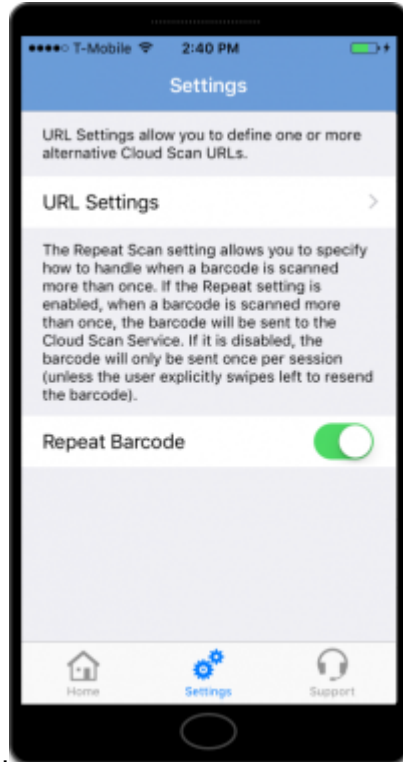 T-Mobile 2:40 PM
Settings
URL Settings allow you to define one or more
alternative Cloud Scan URLs.
URL Settings
The Repeat Scan setting allows you to specify
how to handle when a barcode is scanned
more than once. If the Repeat setting is
enabled, when a barcode is scanned more
than once, the barcode will be sent to the
Cloud Scan Service. If it is disabled, the
barcode will only be sent once per session
(unless the user explicitly swipes left to resend
the barcode).
Repeat Barcode
Home Settings Support
.